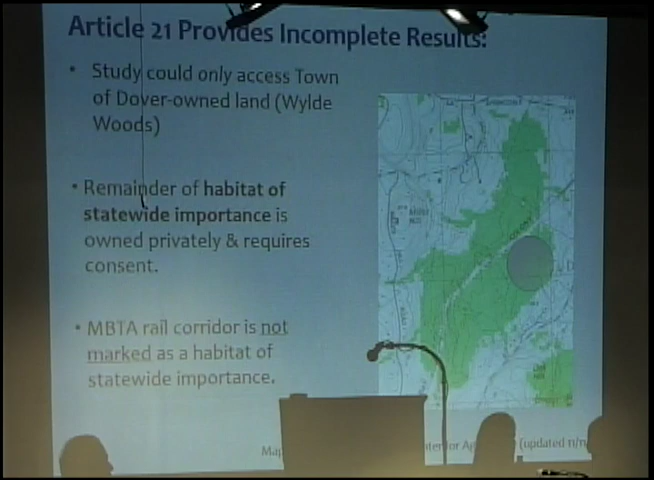 Article 21 Provides Incomplete Results:
• Study could only access Town
of Dover-owned land (Wylde
Woods)
• Remainder of habitat of
statewide importance is
owned privately & requires
consent.
• MBTA rail corridor is not
marked as a habitat of
statewide importance.
Map
(updated